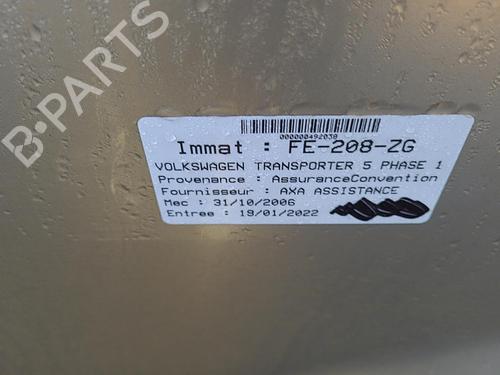 B-PARTS
000000492038
Immat : FE-208-ZG
VOLKSWAGEN TRANSPORTER 5 PHASE 1
Provenance : AssuranceConvention
Fournisseur : AXA ASSISTANCE
Mec : 31/10/2006
Entree : 19/01/2022